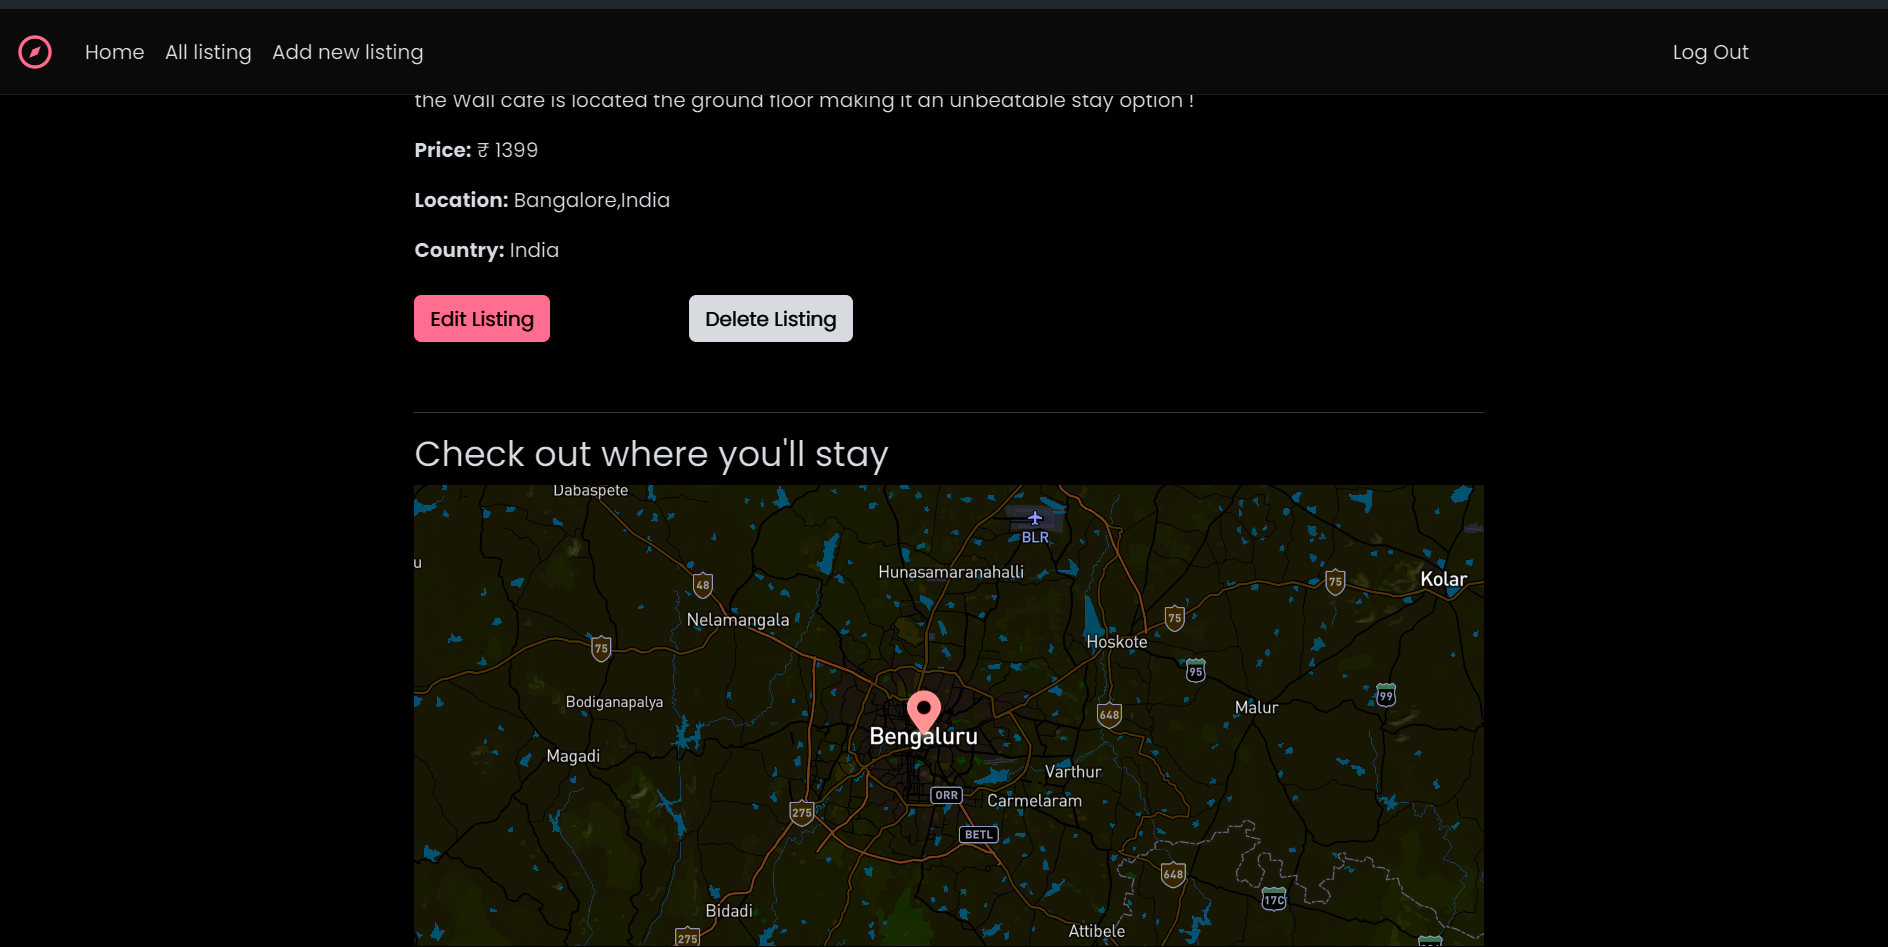 Home All listing Add new listing Log Out
the Wall cafe is located the ground floor making it an unbeatable stay option !
Price: ₹ 1399
Location: Bangalore,India
Country: India
Edit Listing Delete Listing
Check out where you'll stay
Dabaspete
BLR
u
Hunasamaranahalli
Kolar
48
75
Nelamangala
75
Hoskote
75
95
99
Bodiganapalya
Malur
648
Bengaluru
Magadi
Varthur
ORR
Carmelaram
275
BETL
648
17C
Bidadi
Attibele
275